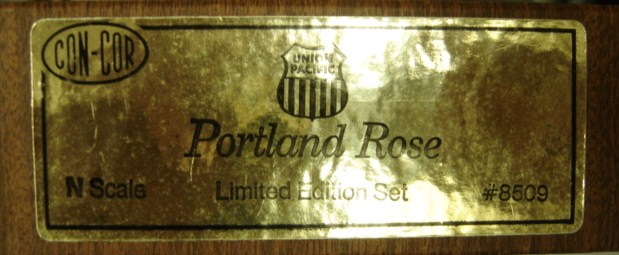 CON-COR
UNION
PACIFIC
Portland Rose
N Scale Limited Edition Set #8509